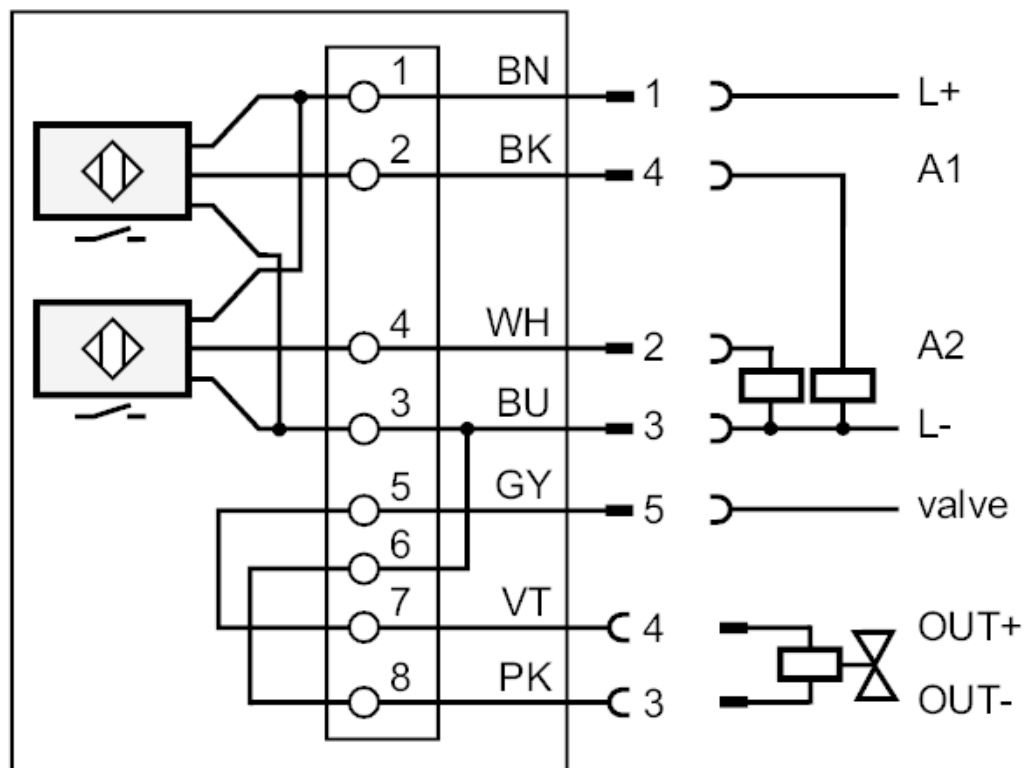 1 BN 1 L+
2 BK 4 A1
4 WH 2 A2
3 BU 3 L-
5 GY 5 valve
6
7 VT 4 OUT+
8 PK 3 OUT-